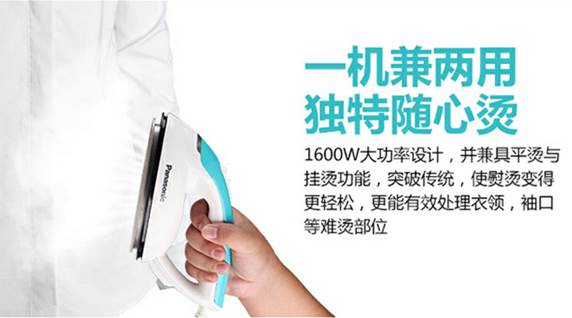 一机兼两用
独特随心烫
1600W大功率设计，并兼具平烫与
挂烫功能，突破传统，使熨烫变得
更轻松，更能有效处理衣领，袖口
等难烫部位
Panasonic